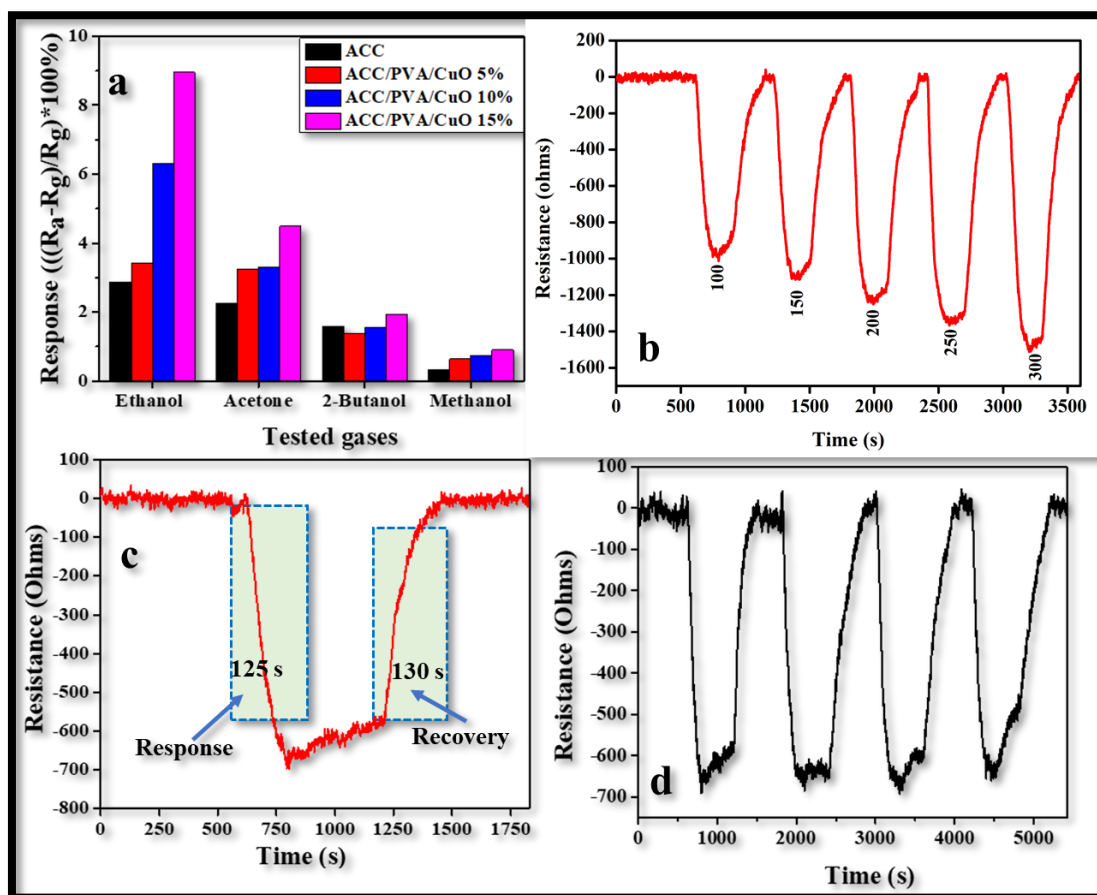 a
ACC
ACC/PVA/CuO 5%
ACC/PVA/CuO 10%
ACC/PVA/CuO 15%
Response (((Ra-Rg)/Rg)*100%)
10
8
6
4
2
0
Ethanol Acetone 2-Butanol Methanol
Tested gases
b
Resistance (ohms)
200
0
-200
-400
-600
-800
-1000
-1200
-1400
-1600
100
150
200
250
300
0 500 1000 1500 2000 2500 3000 3500
Time (s)
c
Resistance (Ohms)
100
0
-100
-200
-300
-400
-500
-600
-700
-800
125 s
130 s
Response
Recovery
0 250 500 750 1000 1250 1500 1750
Time (s)
d
Resistance (Ohms)
100
0
-100
-200
-300
-400
-500
-600
-700
0 1000 2000 3000 4000 5000
Time (s)